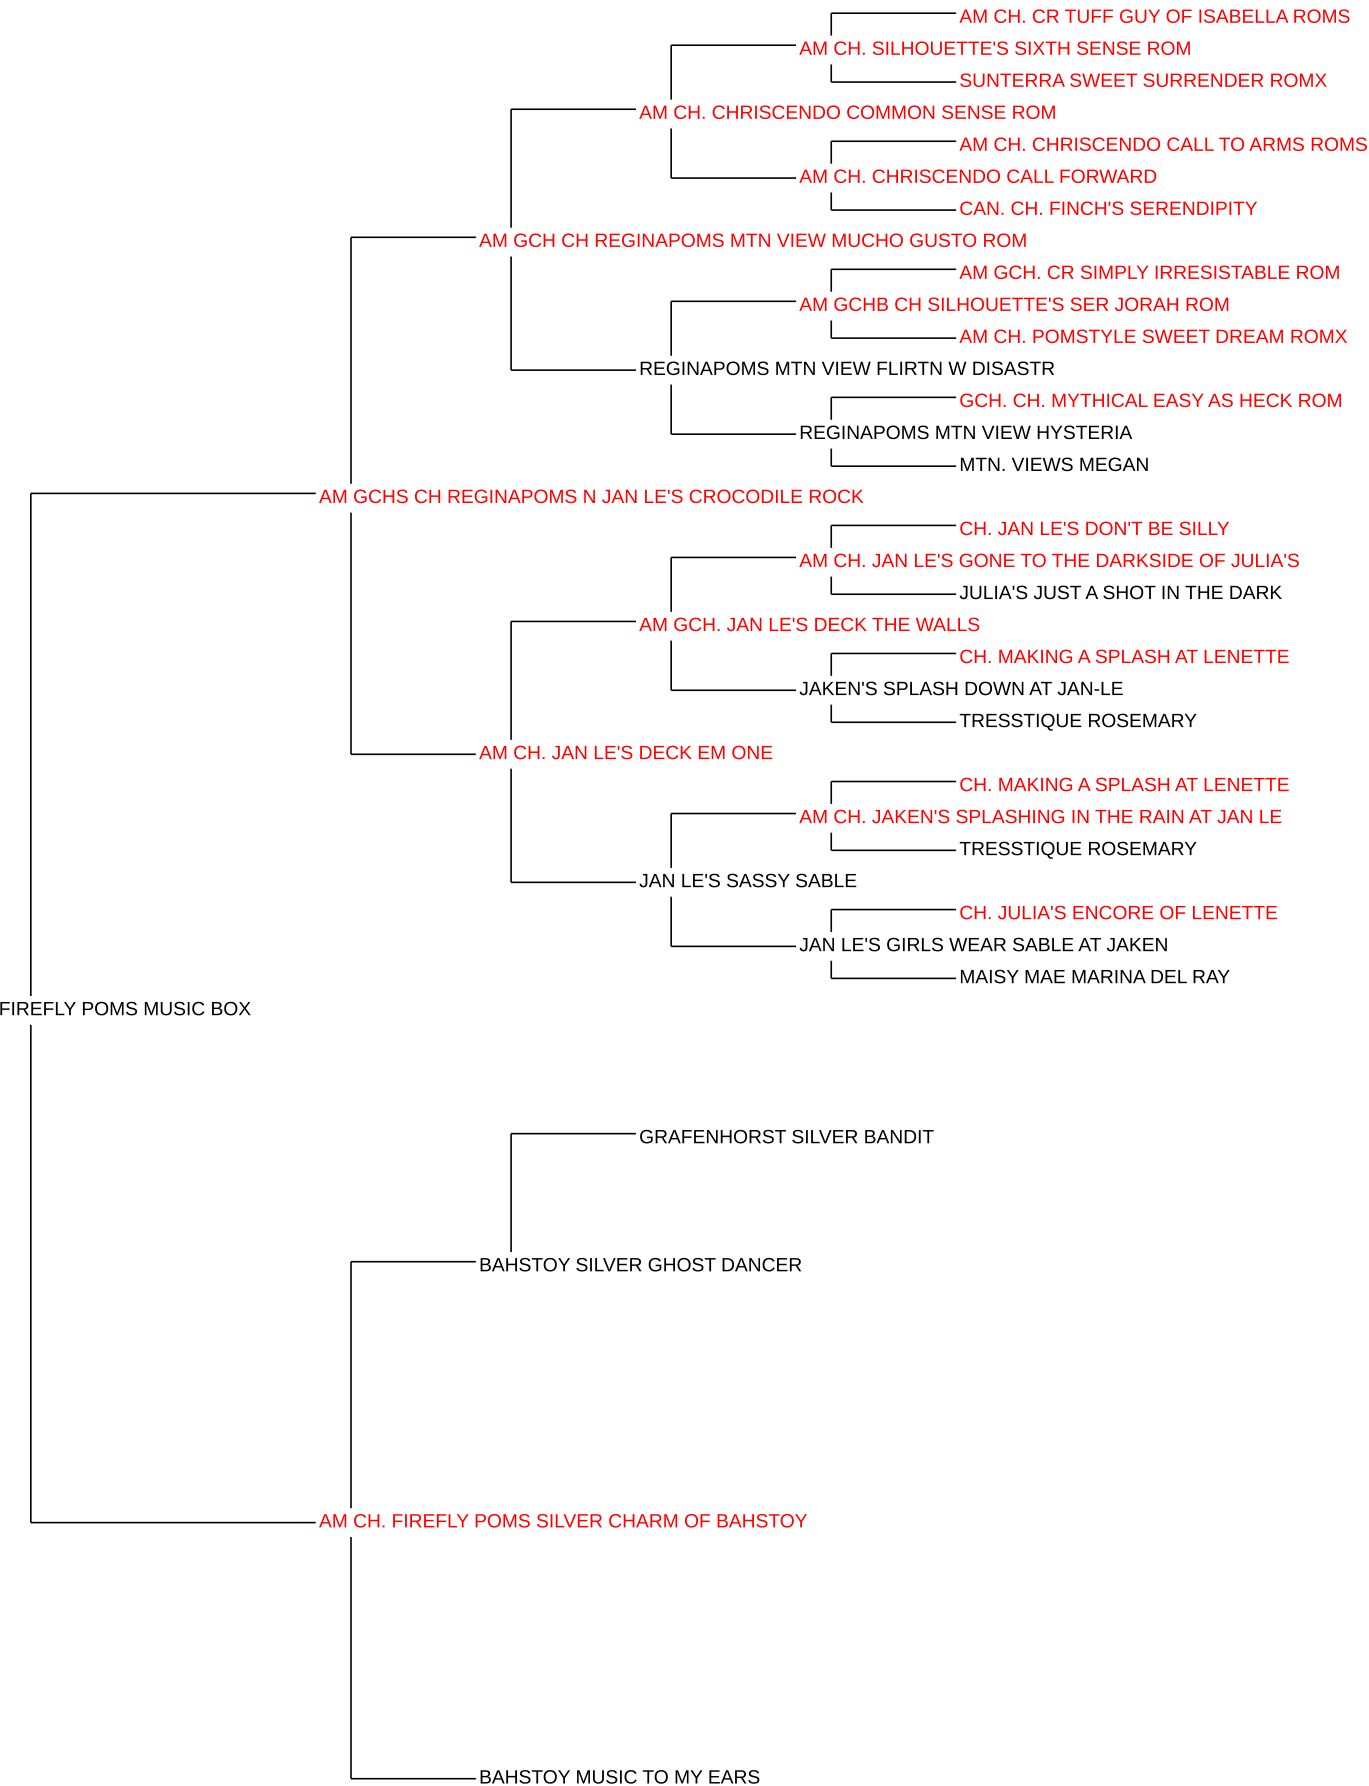 AM CH. CR TUFF GUY OF ISABELLA ROMS
AM CH. SILHOUETTE'S SIXTH SENSE ROM
SUNTERRA SWEET SURRENDER ROMX
AM CH. CHRISCENDO COMMON SENSE ROM
AM CH. CHRISCENDO CALL TO ARMS ROMS
AM CH. CHRISCENDO CALL FORWARD
CAN. CH. FINCH'S SERENDIPITY
AM GCH CH REGINAPOMS MTN VIEW MUCHO GUSTO ROM
AM GCH. CR SIMPLY IRRESISTABLE ROM
AM GCHB CH SILHOUETTE'S SER JORAH ROM
AM CH. POMSTYLE SWEET DREAM ROMX
REGINAPOMS MTN VIEW FLIRTN W DISASTR
GCH. CH. MYTHICAL EASY AS HECK ROM
REGINAPOMS MTN VIEW HYSTERIA
MTN. VIEWS MEGAN
AM GCHS CH REGINAPOMS N JAN LE'S CROCODILE ROCK
CH. JAN LE'S DON'T BE SILLY
AM CH. JAN LE'S GONE TO THE DARKSIDE OF JULIA'S
JULIA'S JUST A SHOT IN THE DARK
AM GCH. JAN LE'S DECK THE WALLS
CH. MAKING A SPLASH AT LENETTE
JAKEN'S SPLASH DOWN AT JAN-LE
TRESSTIQUE ROSEMARY
AM CH. JAN LE'S DECK EM ONE
CH. MAKING A SPLASH AT LENETTE
AM CH. JAKEN'S SPLASHING IN THE RAIN AT JAN LE
TRESSTIQUE ROSEMARY
JAN LE'S SASSY SABLE
CH. JULIA'S ENCORE OF LENETTE
JAN LE'S GIRLS WEAR SABLE AT JAKEN
MAISY MAE MARINA DEL RAY
FIREFLY POMS MUSIC BOX
GRAFENHORST SILVER BANDIT
BAHSTOY SILVER GHOST DANCER
AM CH. FIREFLY POMS SILVER CHARM OF BAHSTOY
BAHSTOY MUSIC TO MY EARS